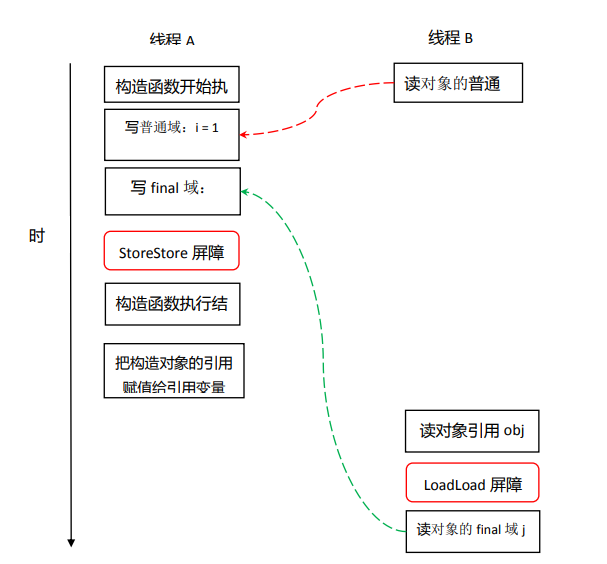 线程 A
线程 B
构造函数开始执
读对象的普通
写普通域：i = 1
写 final 域：
时
StoreStore 屏障
构造函数执行结
把构造对象的引用
赋值给引用变量
读对象引用 obj
LoadLoad 屏障
读对象的 final 域 j